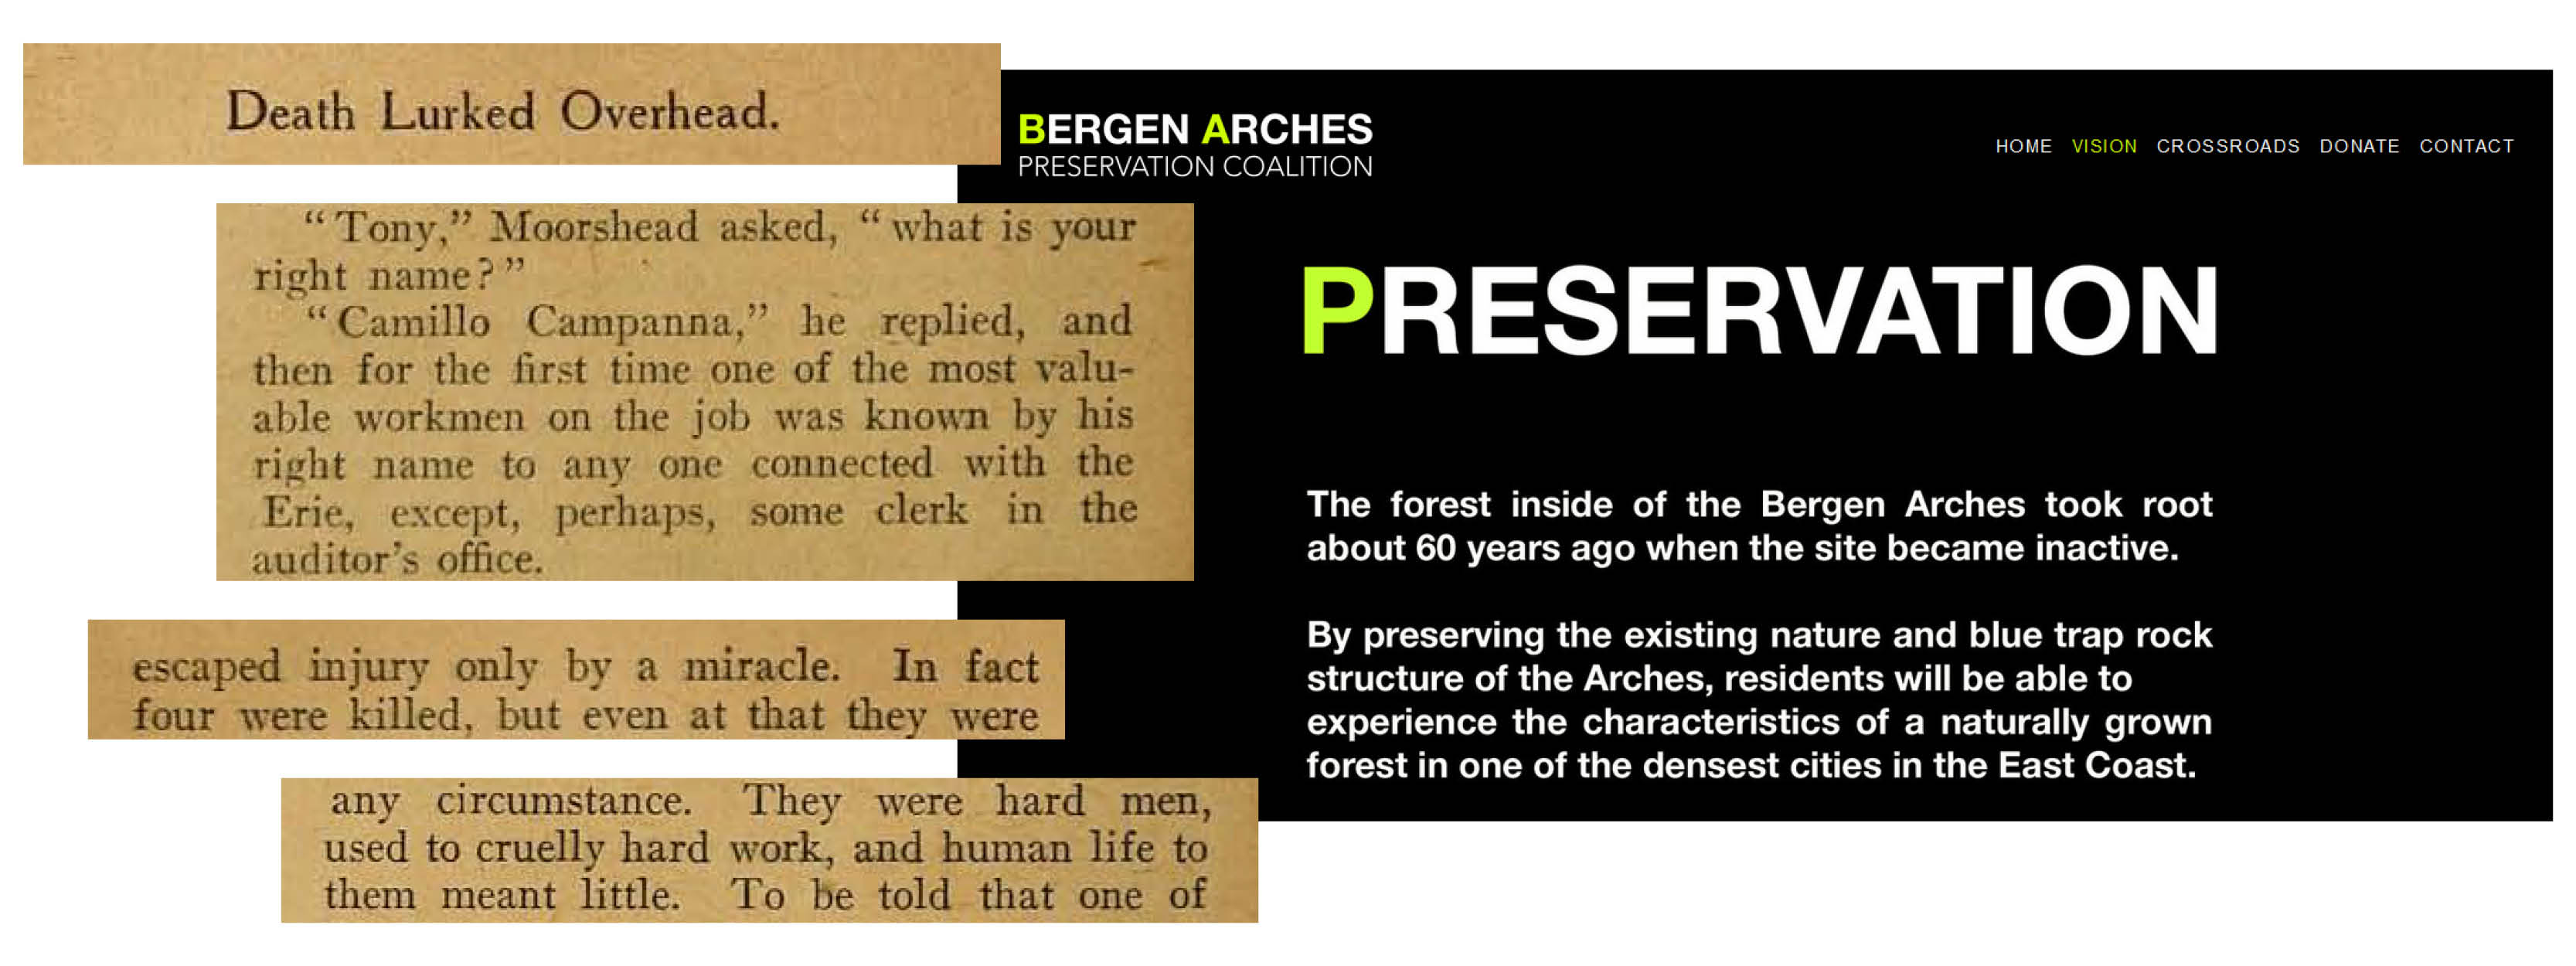 Death Lurked Overhead.
“Tony,” Moorshead asked, “what is your
right name?”
“Camillo Campanna,” he replied, and
then for the first time one of the most valu-
able workmen on the job was known by his
right name to any one connected with the
Erie, except, perhaps, some clerk in the
auditor’s office.
escaped injury only by a miracle. In fact
four were killed, but even at that they were
any circumstance. They were hard men,
used to cruelly hard work, and human life to
them meant little. To be told that one of
BERGEN ARCHES
PRESERVATION COALITION
HOME VISION CROSSROADS DONATE CONTACT
PRESERVATION
The forest inside of the Bergen Arches took root
about 60 years ago when the site became inactive.
By preserving the existing nature and blue trap rock
structure of the Arches, residents will be able to
experience the characteristics of a naturally grown
forest in one of the densest cities in the East Coast.